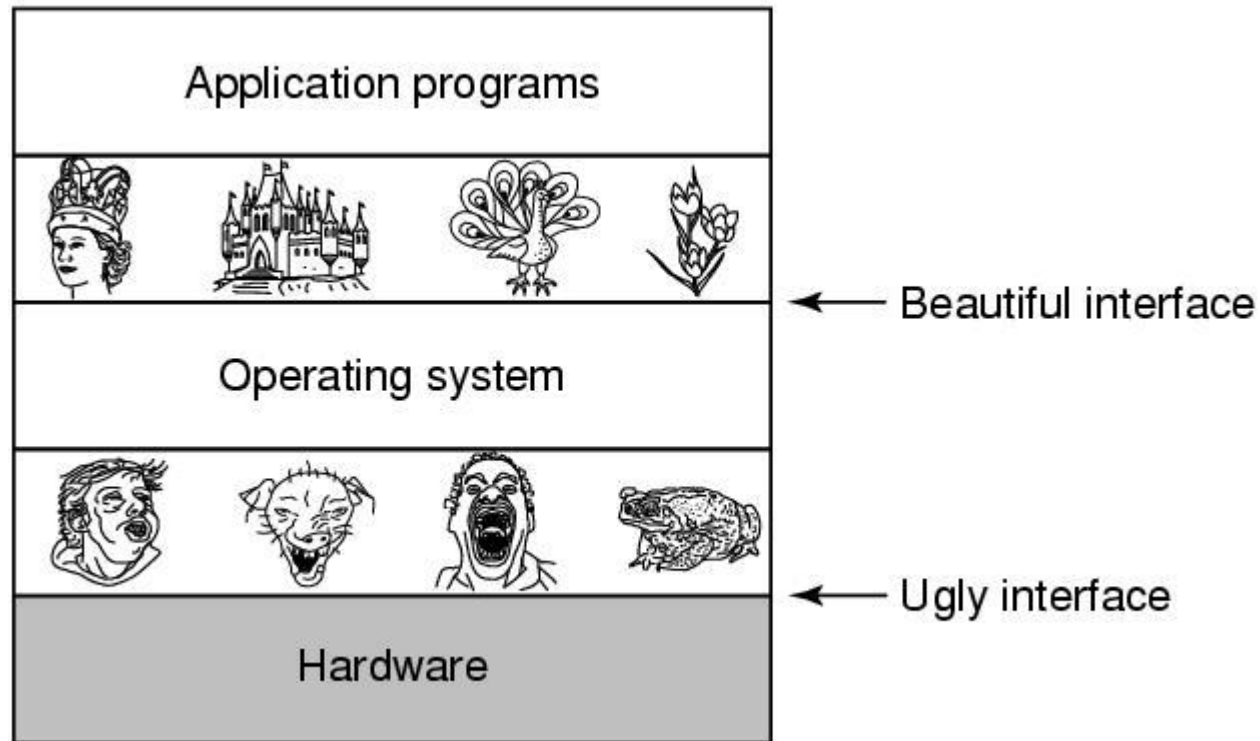 Application programs
Beautiful interface
Operating system
Ugly interface
Hardware